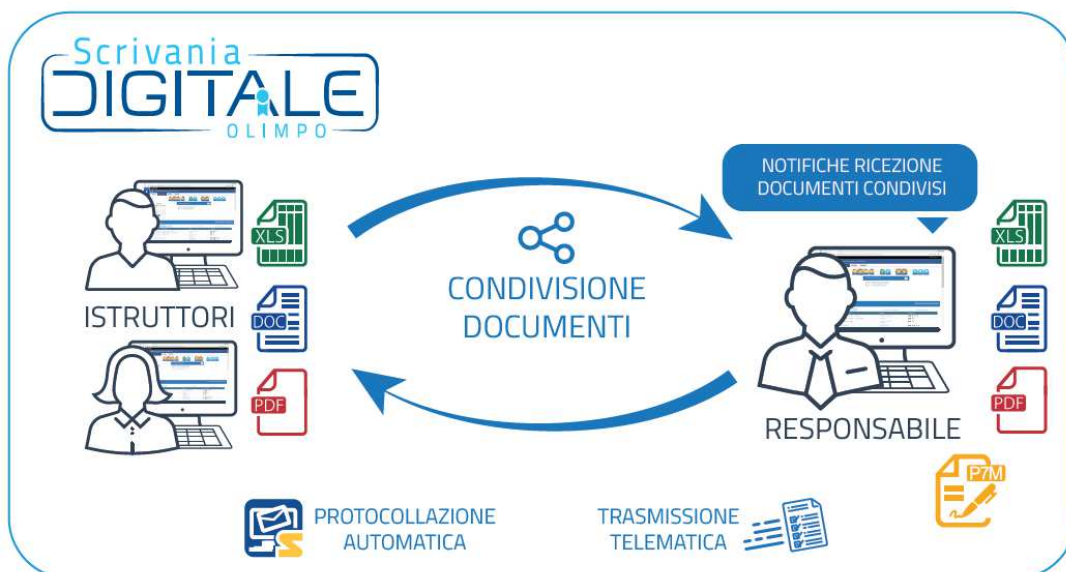 Scrivania
DIGITALE
OLIMPO
NOTIFICHE RICEZIONE
DOCUMENTI CONDIVISI
XLS
DOC
PDF
ISTRUTTORI
CONDIVISIONE
DOCUMENTI
XLS
DOC
PDF
RESPONSABILE
P7M
PROTOCOLLAZIONE
AUTOMATICA
TRASMISSIONE
TELEMATICA